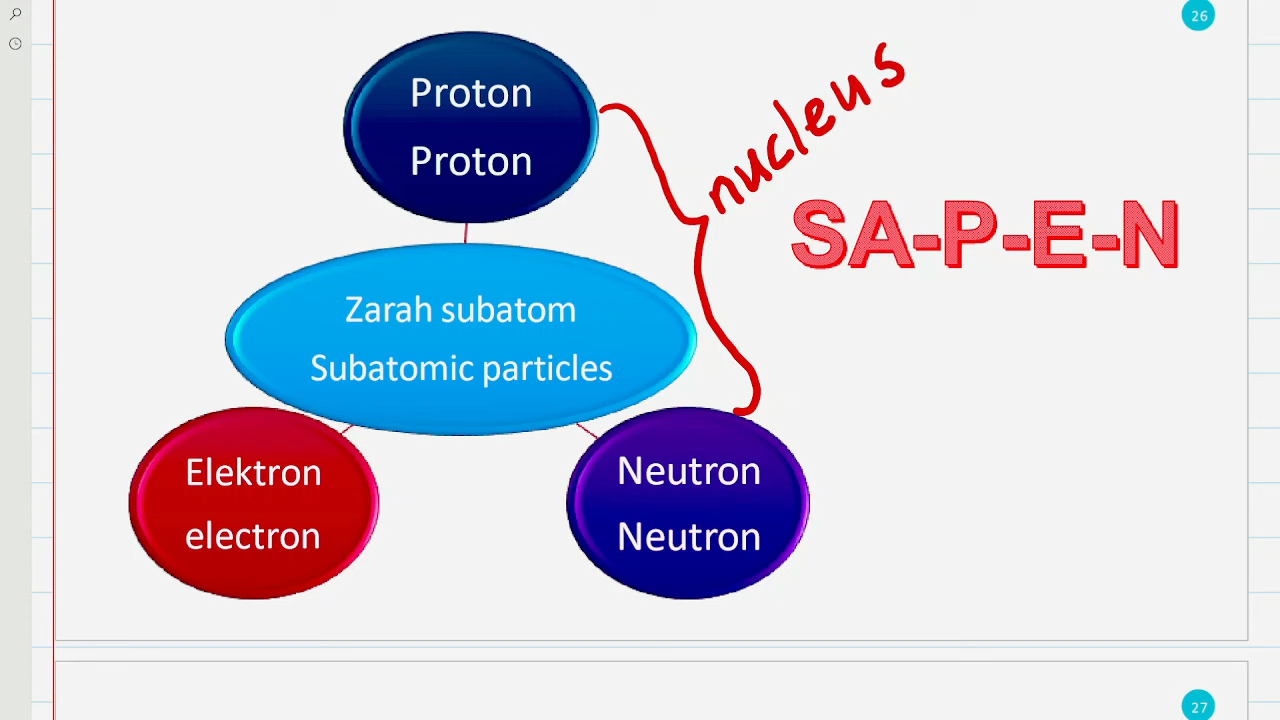 26
Proton
Proton
nucleus
SA-P-E-N
Zarah subatom
Subatomic particles
Elektron
electron
Neutron
Neutron
27